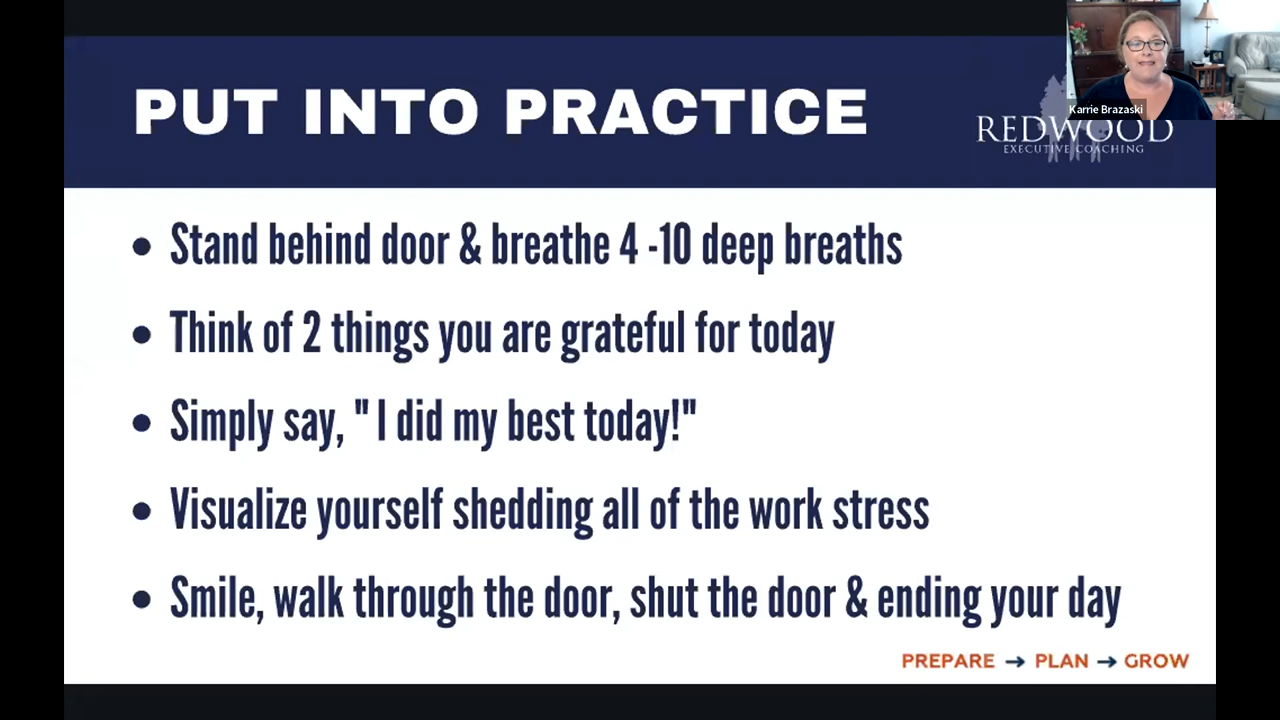 PUT INTO PRACTICE
Karrie Brazaski
REDWOOD
EXECUTIVE COACHING
• Stand behind door & breathe 4 -10 deep breaths
• Think of 2 things you are grateful for today
• Simply say, " I did my best today!"
• Visualize yourself shedding all of the work stress
• Smile, walk through the door, shut the door & ending your day
PREPARE → PLAN → GROW